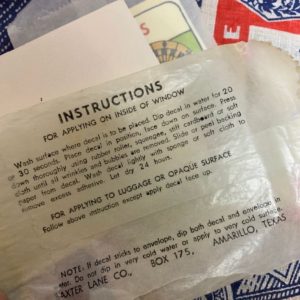 INSTRUCTIONS
FOR APPLYING ON INSIDE OF WINDOW
Wash surface where decal is to be placed. Dip decal in water for 20
or 30 seconds. Place decal in position, face down on surface. Press
down thoroughly using rubber roller, squeegee, stiff cardboard or soft
cloth until all wrinkles and bubbles are removed. Slide or peel backing
paper from decal. Wash decal lightly with sponge or soft cloth to
remove excess adhesive. Let dry 24 hours.
FOR APPLYING TO LUGGAGE OR OPAQUE SURFACE
Follow above instruction except apply decal face up.
NOTE: If decal sticks to envelope, dip both decal and envelope in
Do not dip in very cold water or apply to very cold surface.
AXTER LANE CO., BOX 175, AMARILLO, TEXAS